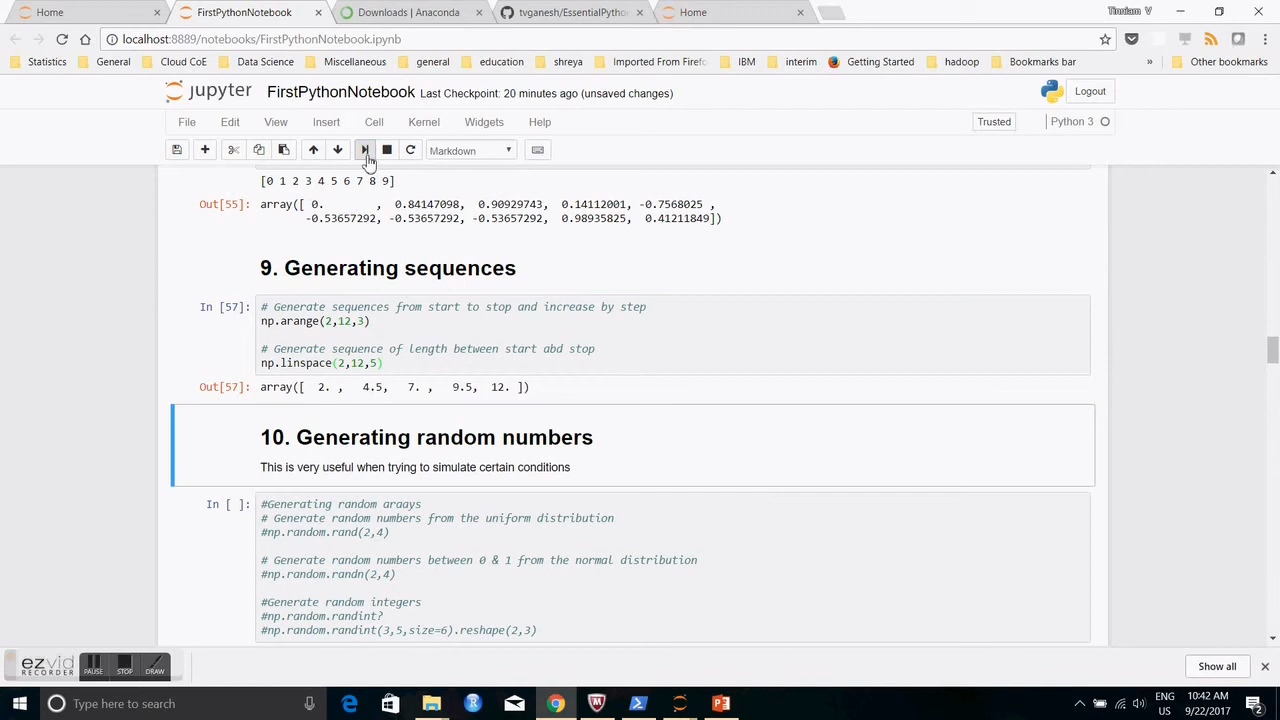 Home
FirstPythonNotebook
Downloads | Anaconda
tvganesh/EssentialPytho
Home
Tinniam V
localhost:8889/notebooks/FirstPythonNotebook.ipynb
Statistics
General
Cloud CoE
Data Science
Miscellaneous
general
education
shreya
Imported From Firefo
IBM
interim
Getting Started
hadoop
Bookmarks bar
»
Other bookmarks
jupyter FirstPythonNotebook Last Checkpoint: 20 minutes ago (unsaved changes)
Logout
File Edit View Insert Cell Kernel Widgets Help
Trusted
Python 3
Markdown
[0 1 2 3 4 5 6 7 8 9]
Out[55]: array([ 0. , 0.84147098, 0.90929743, 0.14112001, -0.7568025 ,
-0.53657292, -0.53657292, -0.53657292, 0.98935825, 0.41211849])
9. Generating sequences
In [57]: # Generate sequences from start to stop and increase by step
np.arange(2,12,3)
# Generate sequence of length between start abd stop
np.linspace(2,12,5)
Out[57]: array([ 2. , 4.5, 7. , 9.5, 12. ])
10. Generating random numbers
This is very useful when trying to simulate certain conditions
In [ ]: #Generating random araays
# Generate random numbers from the uniform distribution
#np.random.rand(2,4)
# Generate random numbers between 0 & 1 from the normal distribution
#np.random.randn(2,4)
#Generate random integers
#np.random.randint?
#np.random.randint(3,5,size=6).reshape(2,3)
ezvid
RECORDER
PAUSE
STOP
DRAW
Show all
Type here to search
ENG
US
10:42 AM
9/22/2017
2